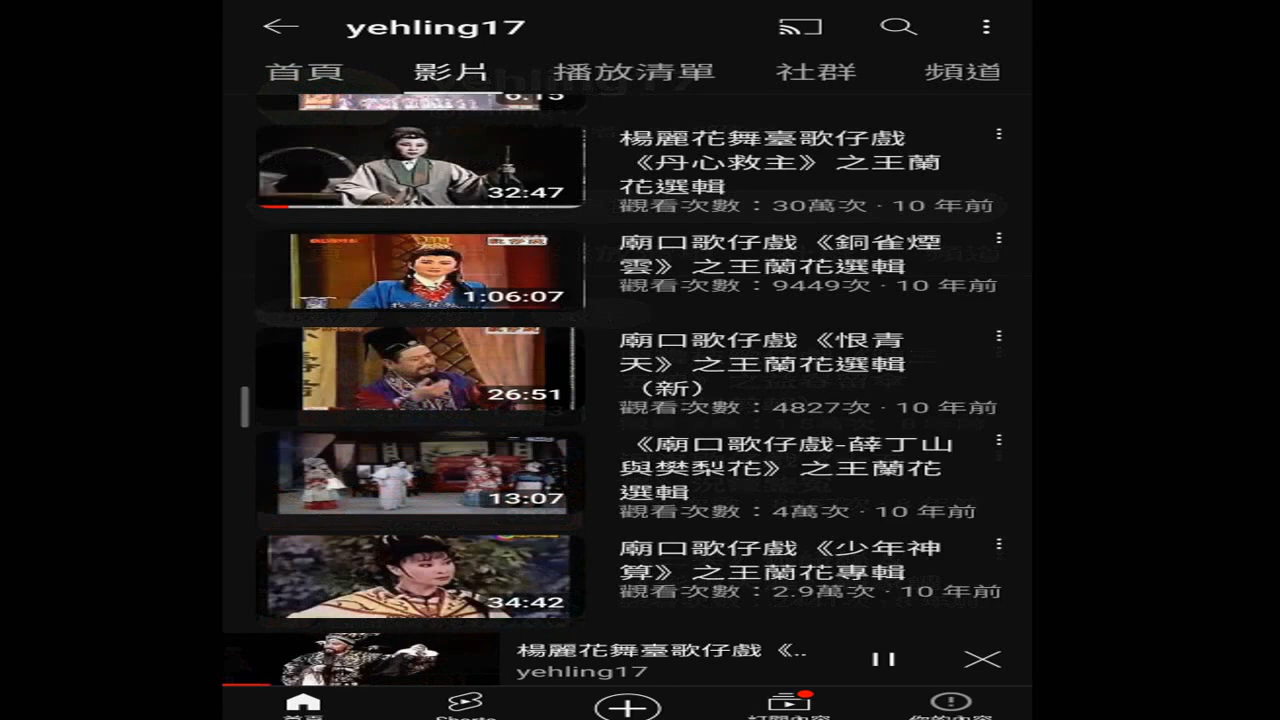 yehling17
首頁 影片 播放清單 社群 頻道
楊麗花舞臺歌仔戲
《丹心救主》之王蘭
花選輯
32:47
觀看次數：30萬次 · 10 年前
廟口歌仔戲《銅雀煙
雲》之王蘭花選輯
1:06:07
觀看次數：9449次 · 10 年前
廟口歌仔戲《恨青
天》之王蘭花選輯
（新）
26:51
觀看次數：4827次 · 10 年前
《廟口歌仔戲-薛丁山
與樊梨花》之王蘭花
選輯
13:07
觀看次數：4萬次 · 10 年前
廟口歌仔戲《少年神
算》之王蘭花專輯
34:42
觀看次數：2.9萬次 · 10 年前
楊麗花舞臺歌仔戲《..
yehling17